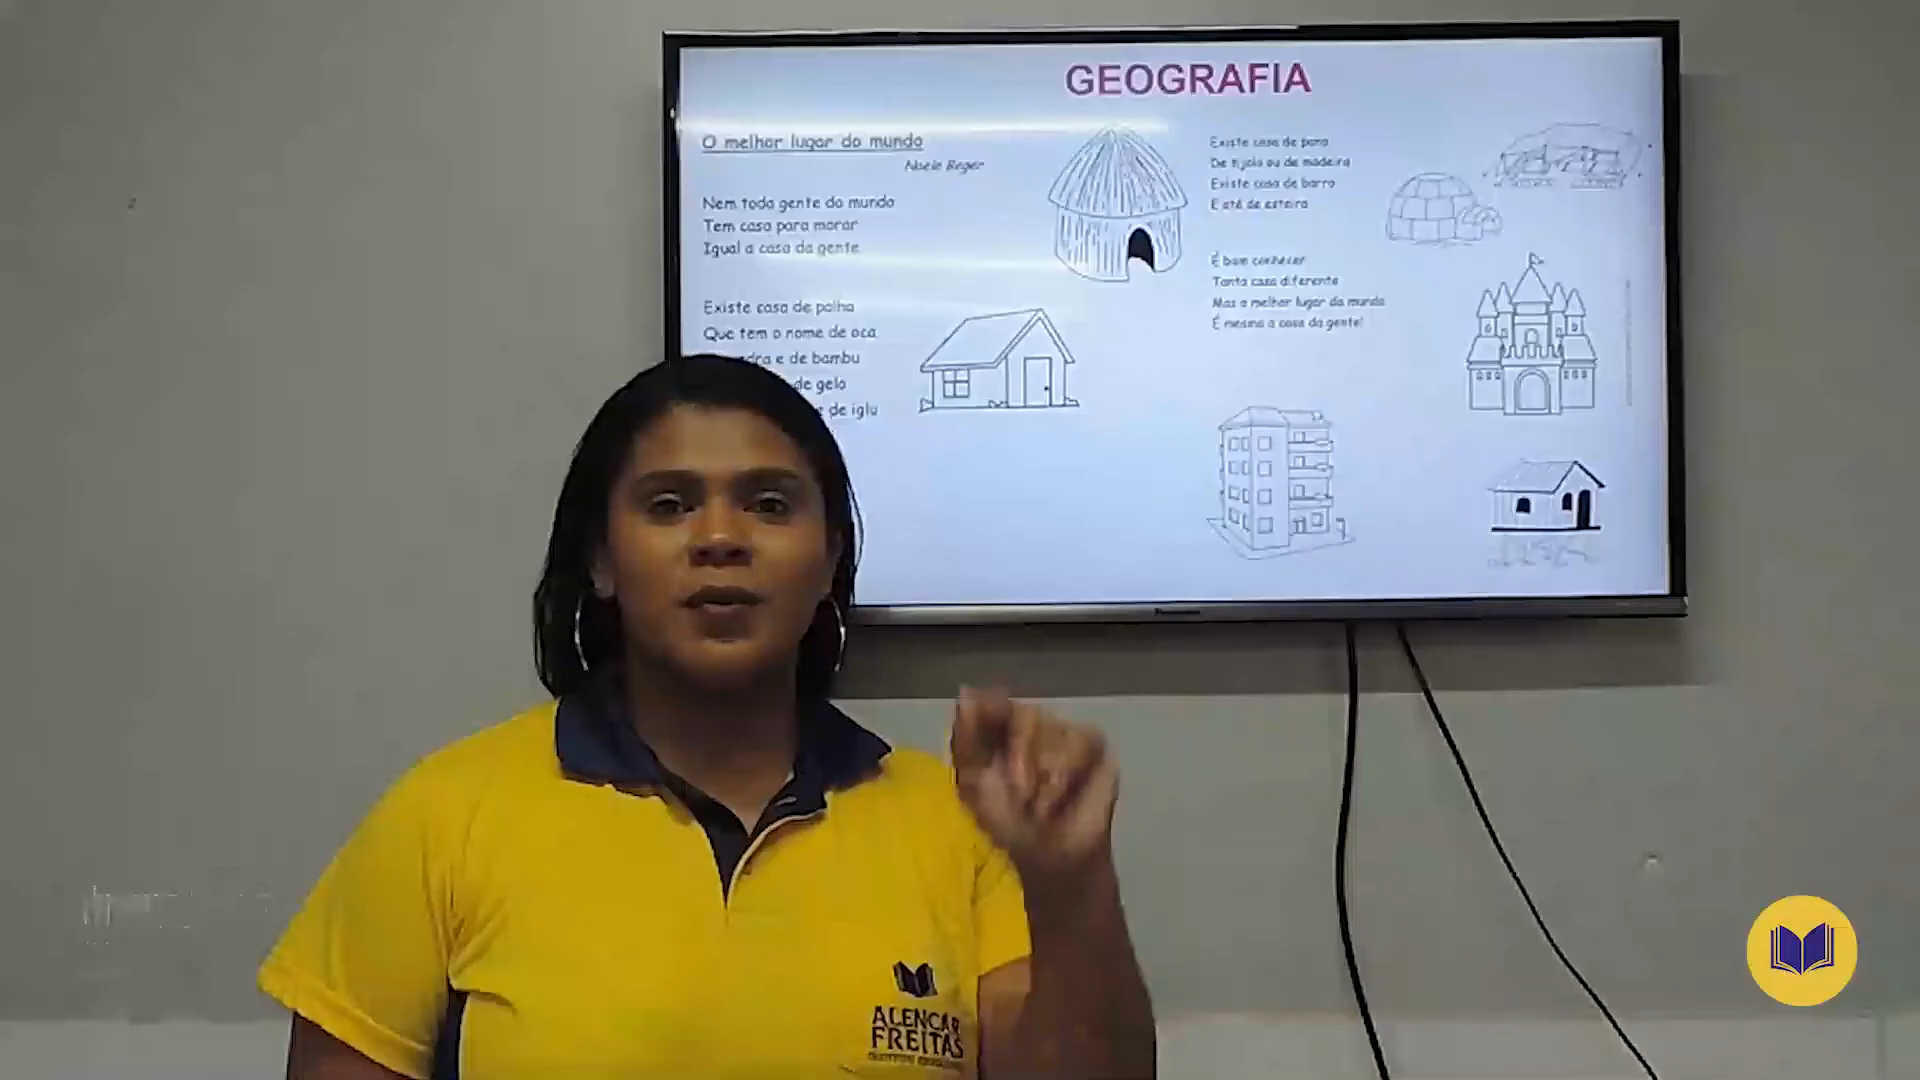 GEOGRAFIA
O melhor lugar do mundo
Nem toda gente do mundo
Tem casa para morar
Igual a casa da gente
Existe casa de palha
Que tem o nome de oca
e de bambu
de gelo
de iglu
Existe casa de pano
De tijolo ou de madeira
Existe casa de barro
E até de esteira
É bom conhecer
Tanta casa diferente
Mas o melhor lugar do mundo
É mesmo a casa da gente!
ALENCAR
FREITAS